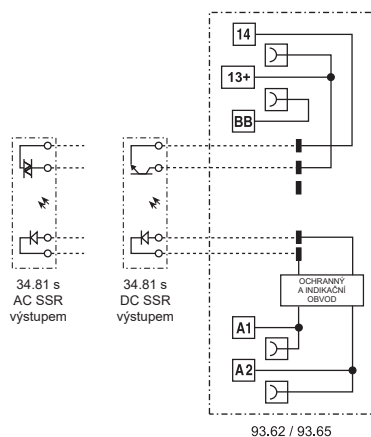 14
13+
BB
34.81 s
AC SSR
výstupem
34.81 s
DC SSR
výstupem
OCHRANNÝ
A INDIKAČNÍ
OBVOD
A1
A2
93.62 / 93.65